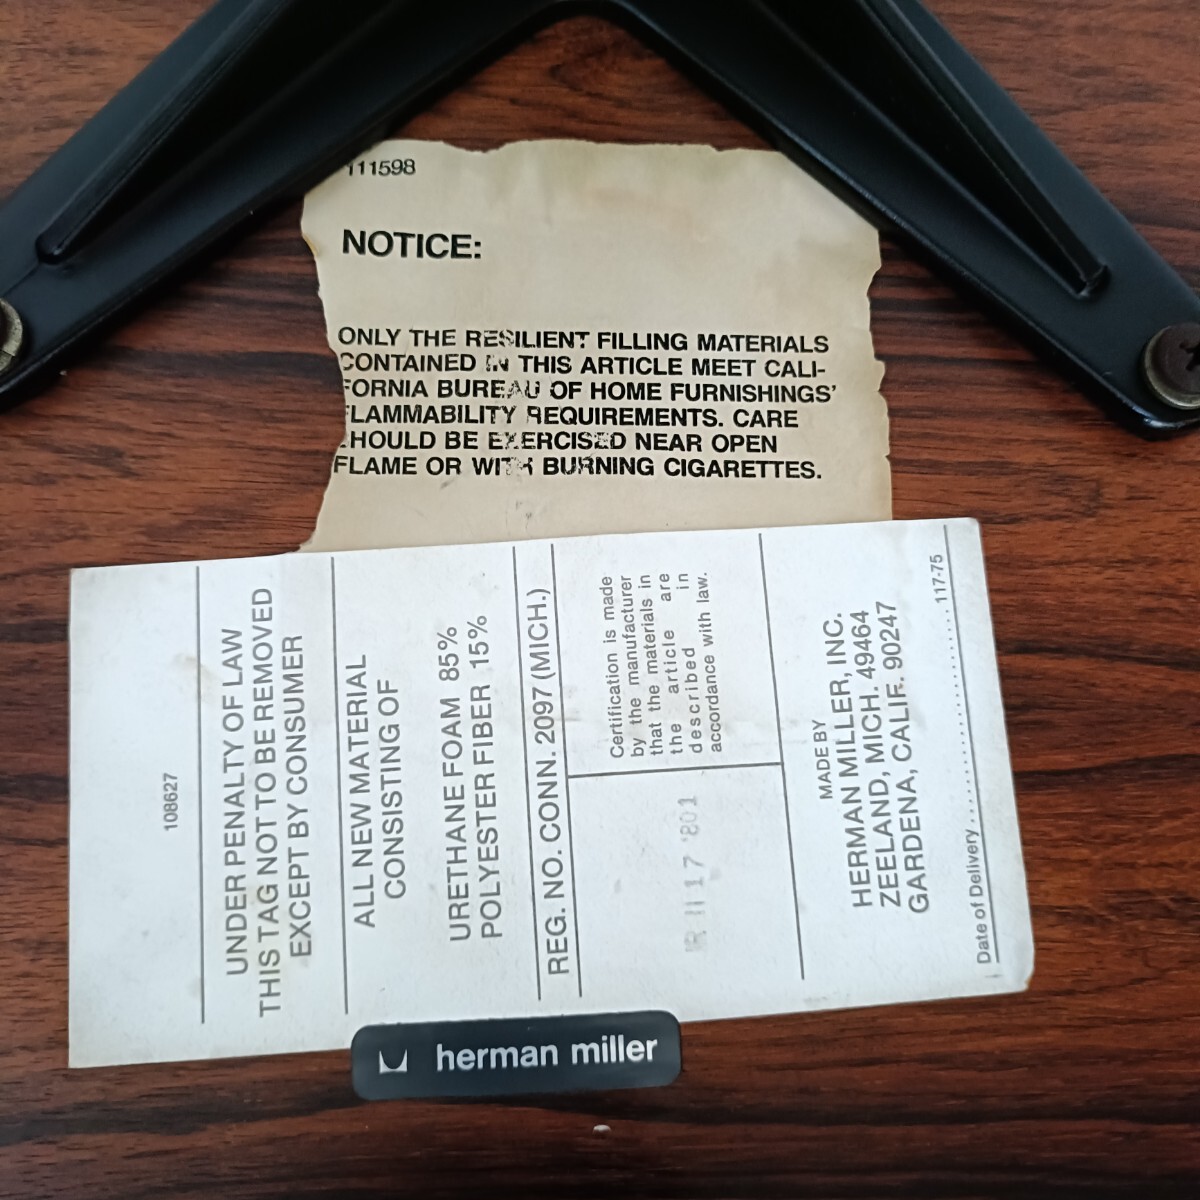 111598
NOTICE:
ONLY THE RESILIENT FILLING MATERIALS
CONTAINED IN THIS ARTICLE MEET CALI-
FORNIA BUREAU OF HOME FURNISHINGS'
FLAMMABILITY REQUIREMENTS. CARE
SHOULD BE EXERCISED NEAR OPEN
FLAME OR WITH BURNING CIGARETTES.
108627
UNDER PENALTY OF LAW
THIS TAG NOT TO BE REMOVED
EXCEPT BY CONSUMER
ALL NEW MATERIAL
CONSISTING OF
URETHANE FOAM 85%
POLYESTER FIBER 15%
REG. NO. CONN. 2097 (MICH.)
Certification is made
by the manufacturer
that the materials in
the article are
described in
accordance with law.
MADE BY
HERMAN MILLER, INC.
ZEELAND, MICH. 49464
GARDENA, CALIF. 90247
Date of Delivery.......................117-75
herman miller